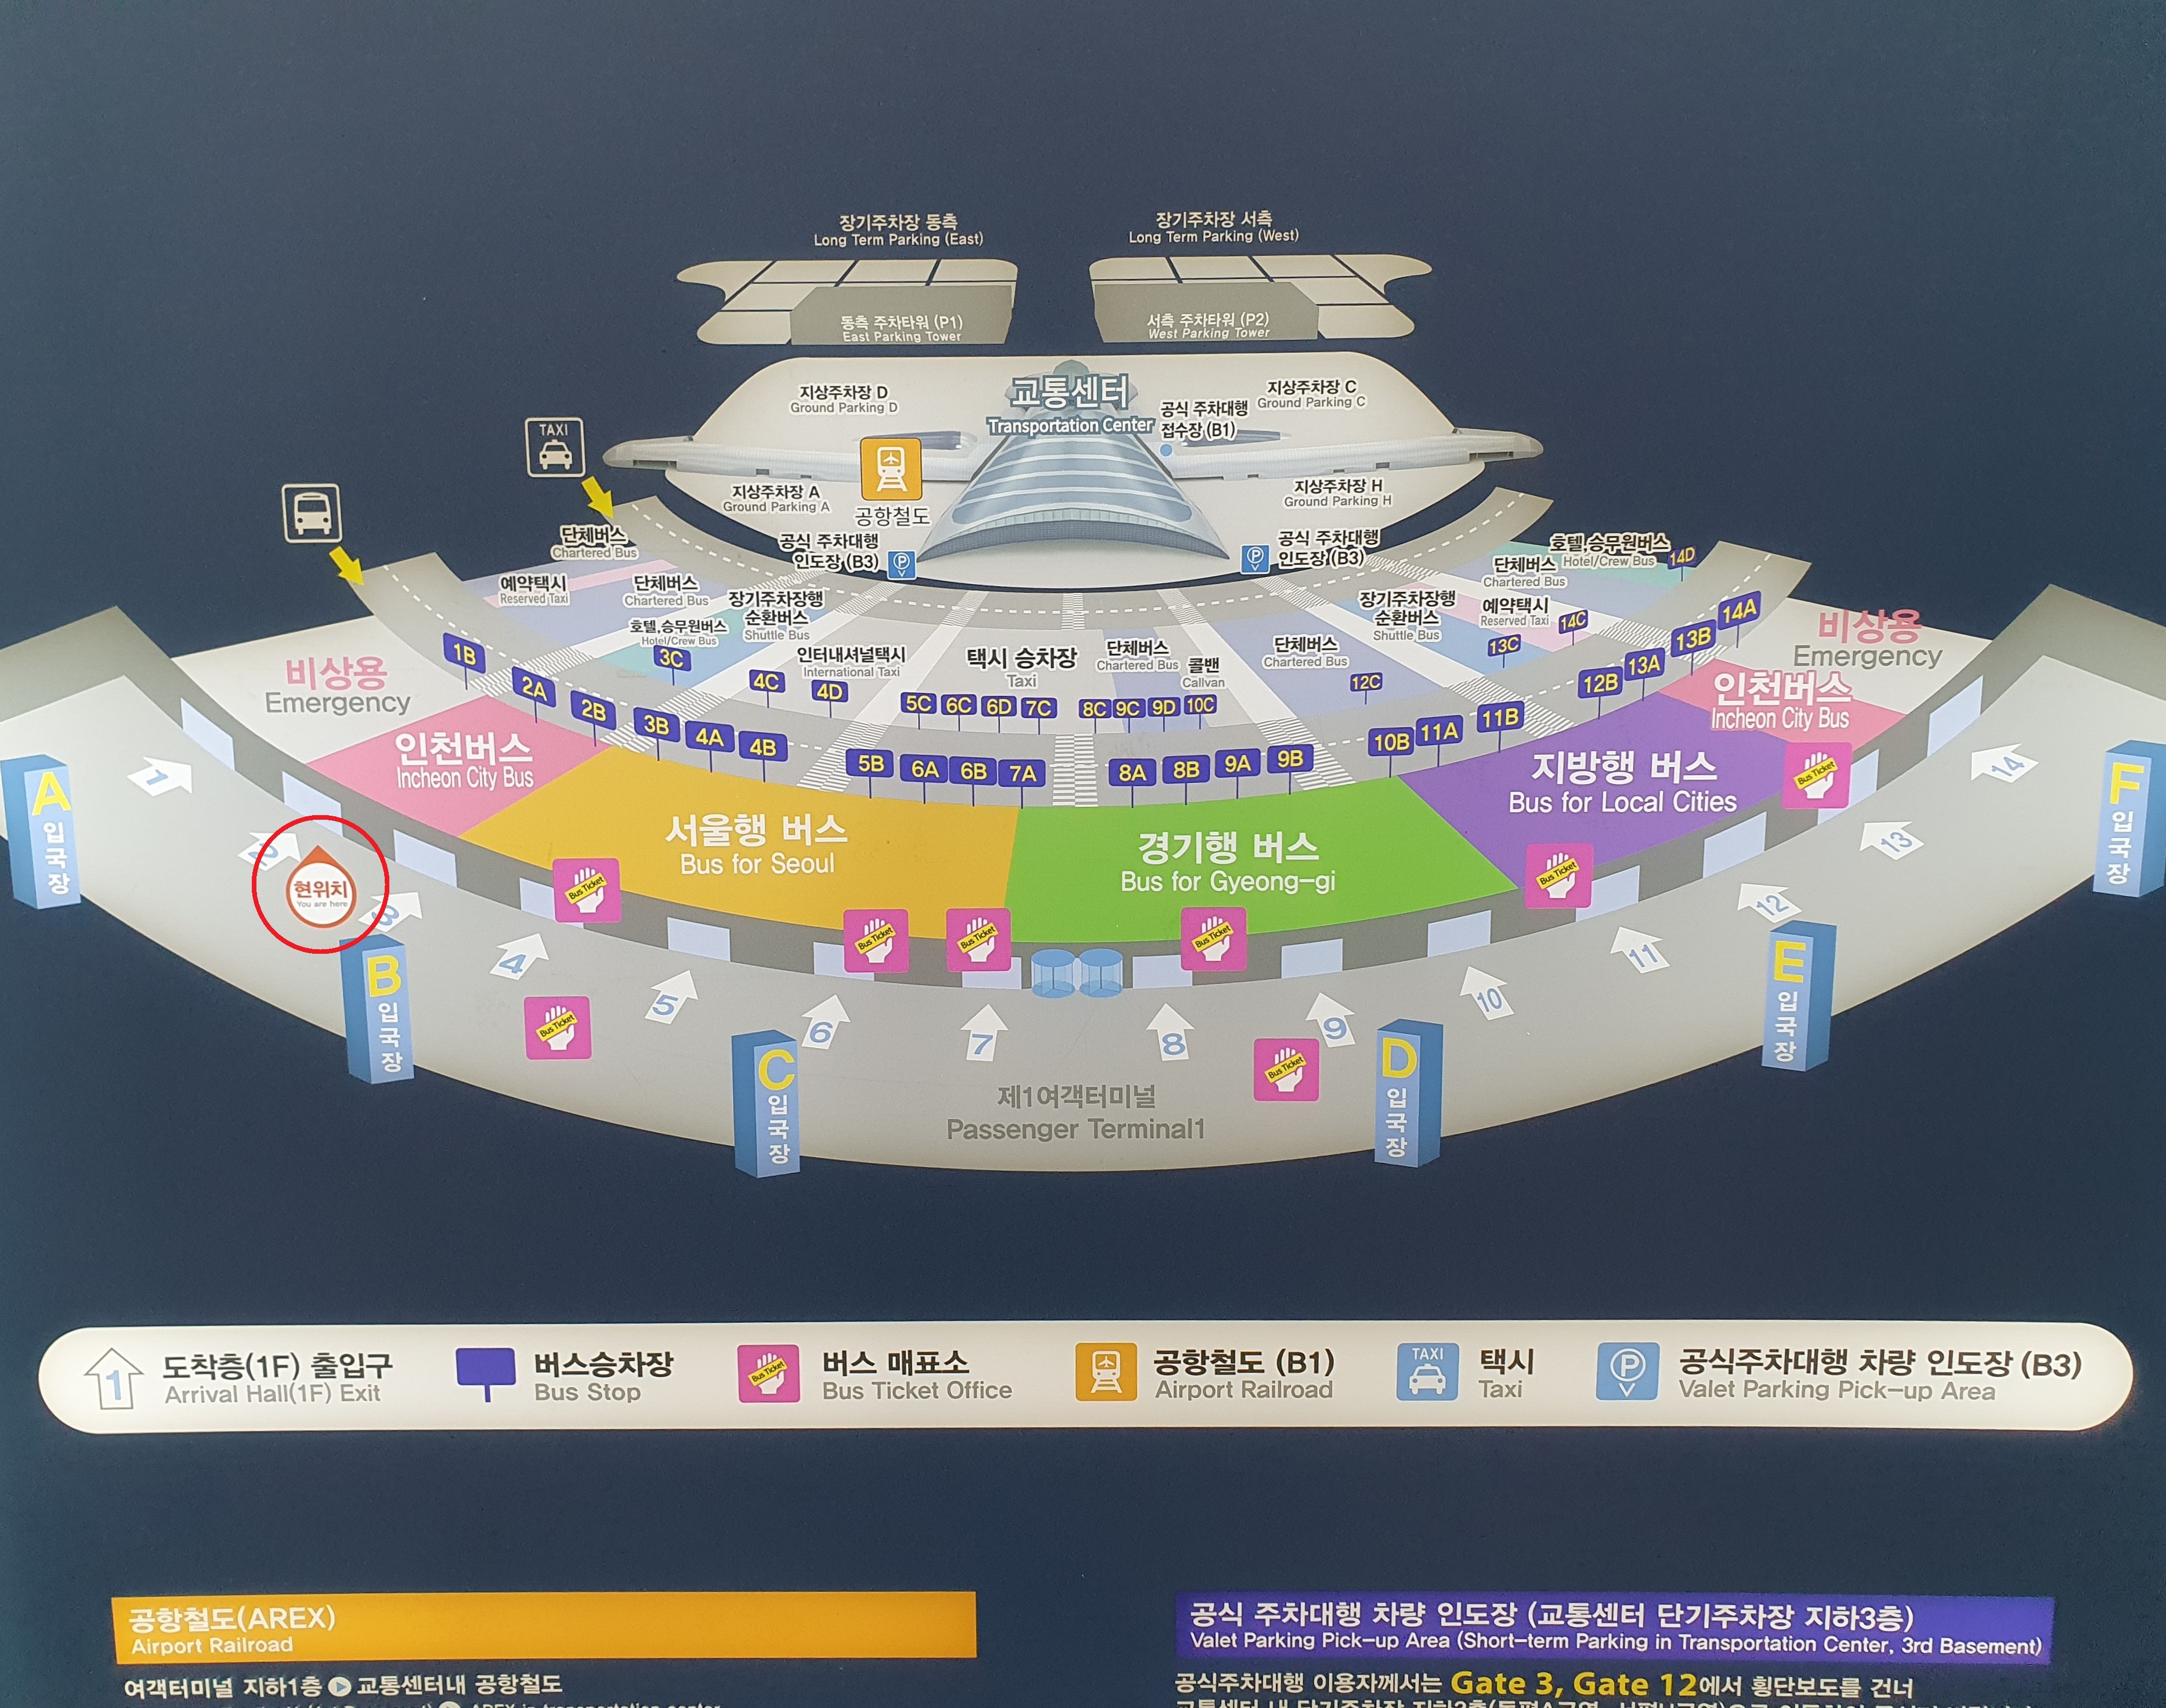 장기주차장 동측
Long Term Parking (East)
장기주차장 서측
Long Term Parking (West)
동측 주차타워 (P1)
East Parking Tower
서측 주차타워 (P2)
West Parking Tower
지상주차장 D
Ground Parking D
교통센터
Transportation Center
공식 주차대행
접수장 (B1)
지상주차장 C
Ground Parking C
TAXI
지상주차장 A
Ground Parking A
공항철도
지상주차장 H
Ground Parking H
단체버스
Chartered Bus
공식 주차대행
인도장 (B3)
P
P
공식 주차대행
인도장 (B3)
단체버스
Chartered Bus
호텔,승무원버스
Hotel/Crew Bus
14D
예약택시
Reserved Taxi
단체버스
Chartered Bus
장기주차장행
순환버스
Shuttle Bus
장기주차장행
순환버스
Shuttle Bus
예약택시
Reserved Taxi
14C
14A
호텔,승무원버스
Hotel/Crew Bus
3C
인터내셔널택시
International Taxi
4C
4D
택시 승차장
Taxi
단체버스
Chartered Bus
콜밴
Callvan
단체버스
Chartered Bus
13C
13B
13A
12C
12B
5C 6C 6D 7C 8C 9C 9D 10C
1B
2A
2B
3B
4A
4B
5B
6A
6B
7A
8A
8B
9A
9B
10B
11A
11B
비상용
Emergency
비상용
Emergency
인천버스
Incheon City Bus
인천버스
Incheon City Bus
서울행 버스
Bus for Seoul
경기행 버스
Bus for Gyeong-gi
지방행 버스
Bus for Local Cities
Bus Ticket
Bus Ticket
Bus Ticket
Bus Ticket
Bus Ticket
Bus Ticket
Bus Ticket
Bus Ticket
현위치
You are here
1
2
3
4
5
6
7
8
9
10
11
12
13
14
A
입국장
B
입국장
C
입국장
D
입국장
E
입국장
F
입국장
제1여객터미널
Passenger Terminal1
1
도착층(1F) 출입구
Arrival Hall(1F) Exit
버스승차장
Bus Stop
Bus Ticket
버스 매표소
Bus Ticket Office
공항철도 (B1)
Airport Railroad
TAXI
택시
Taxi
P
공식주차대행 차량 인도장 (B3)
Valet Parking Pick-up Area
공항철도(AREX)
Airport Railroad
여객터미널 지하1층 교통센터내 공항철도
공식 주차대행 차량 인도장 (교통센터 단기주차장 지하3층)
Valet Parking Pick-up Area (Short-term Parking in Transportation Center, 3rd Basement)
공식주차대행 이용자께서는 Gate 3, Gate 12에서 횡단보도를 건너